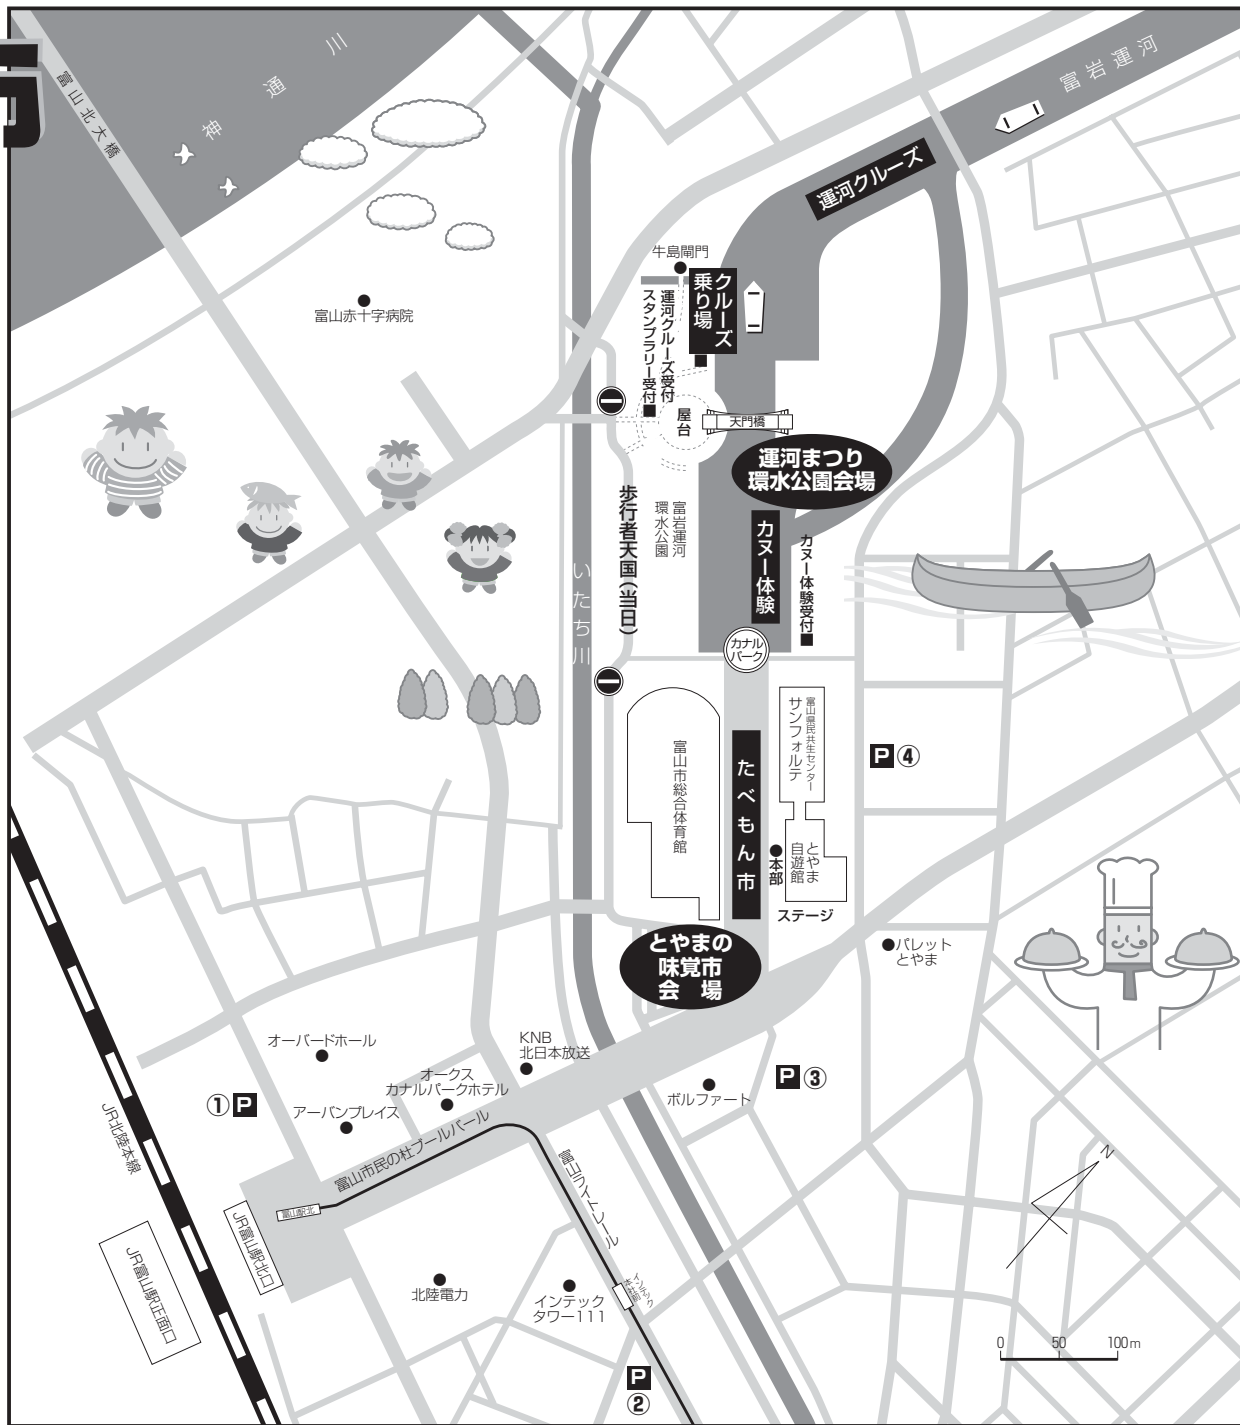 富山北大橋
神通川
富岩運河
運河クルーズ
牛島閘門
クルーズ
乗り場
運河クルーズ受付
スタンプラリー受付
富山赤十字病院
屋台
天門橋
運河まつり
環水公園会場
歩行者天国(当日)
富岩運河
環水公園
カヌー体験
カヌー体験受付
いたち川
カナル
パーク
富山市総合体育館
たべもん市
富山県民共生センター
サンフォルテ
P④
とやま
自遊館
本部
ステージ
とやまの
味覚市
会場
パレット
とやま
オーバードホール
KNB
北日本放送
オークス
カナルパークホテル
ボルファート
P③
①P
アーバンプレイス
JR北陸本線
富山市民の杜ブールバール
富山ライトレール
富山駅北
JR富山駅北口
JR富山駅正面口
北陸電力
インテック
タワー111
インテック
本社前
P
②
N
0 50 100m